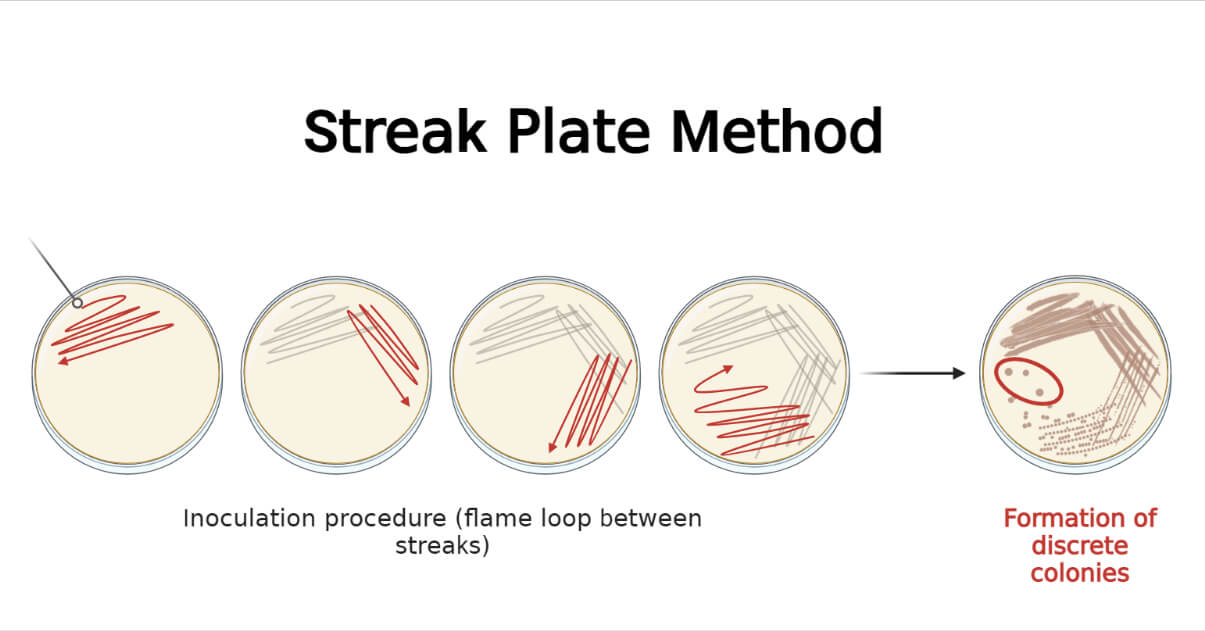 Streak Plate Method
Inoculation procedure (flame loop between
streaks)
Formation of
discrete
colonies